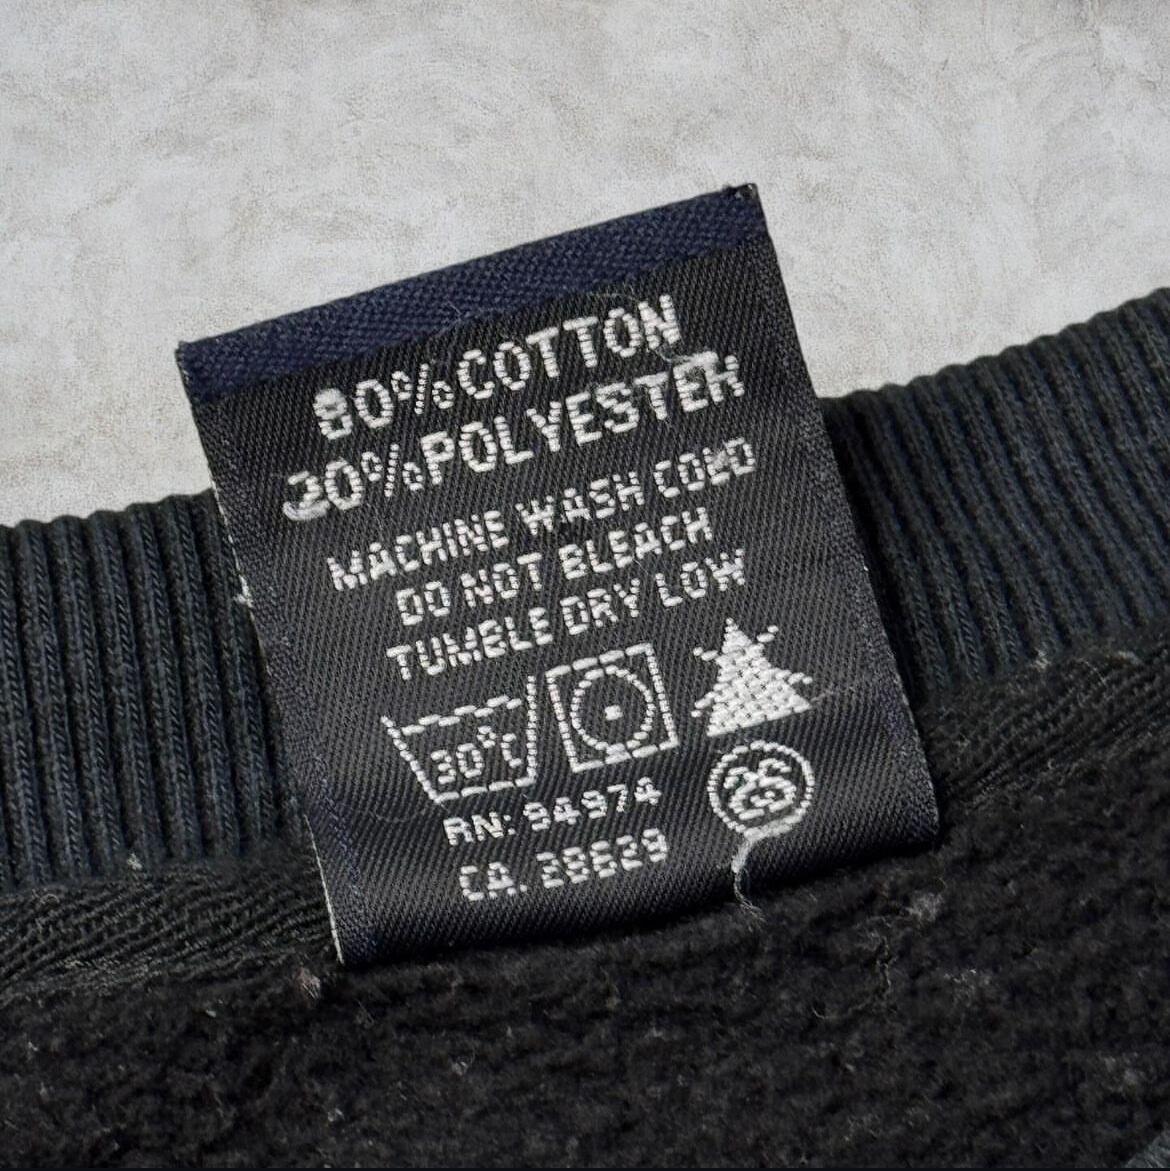 80% COTTON
20% POLYESTER
MACHINE WASH COLD
DO NOT BLEACH
TUMBLE DRY LOW
30°C
RN: 94974
CA. 28629